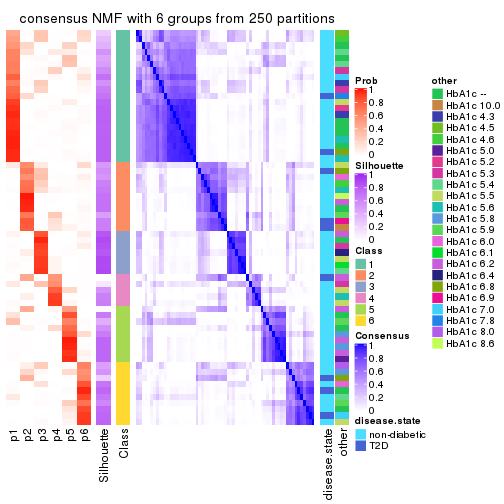 consensus NMF with 6 groups from 250 partitions
p1
p2
p3
p4
p5
p6
Silhouette
Class
disease.state
other
Prob
1
0.8
0.6
0.4
0.2
0
Silhouette
1
0.8
0.6
0.4
0.2
0
Class
1
2
3
4
5
6
Consensus
1
0.8
0.6
0.4
0.2
0
disease.state
non-diabetic
T2D
other
HbA1c --
HbA1c 10.0
HbA1c 4.3
HbA1c 4.5
HbA1c 4.6
HbA1c 5.0
HbA1c 5.2
HbA1c 5.3
HbA1c 5.4
HbA1c 5.5
HbA1c 5.6
HbA1c 5.8
HbA1c 5.9
HbA1c 6.0
HbA1c 6.1
HbA1c 6.2
HbA1c 6.4
HbA1c 6.8
HbA1c 6.9
HbA1c 7.0
HbA1c 7.8
HbA1c 8.0
HbA1c 8.6